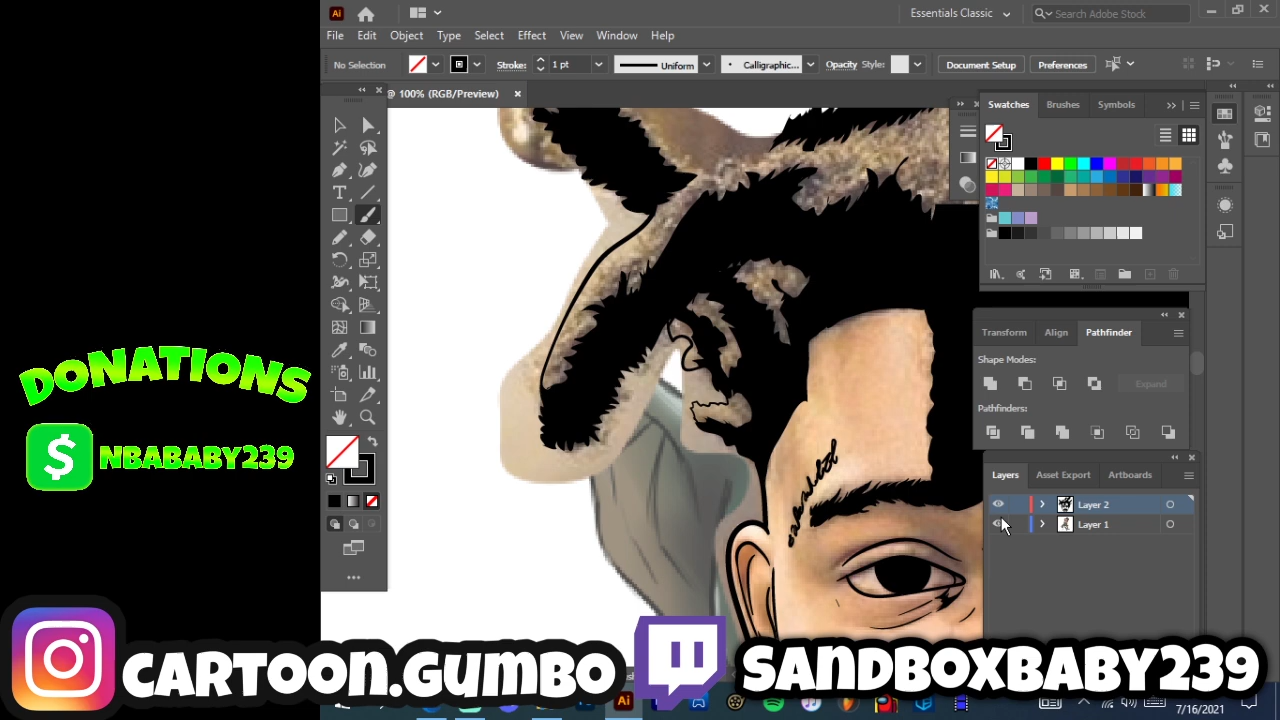 Ai
Essentials Classic
Search Adobe Stock
File Edit Object Type Select Effect View Window Help
No Selection
Stroke: 1 pt Uniform Calligraphic... Opacity Style: Document Setup Preferences
@ 100% (RGB/Preview)
Swatches Brushes Symbols
Transform Align Pathfinder
Shape Modes:
Expand
Pathfinders:
DONATIONS
$ NBABABY239
Layers Asset Export Artboards
Layer 2
Layer 1
CARTOON.GUMBO SANDBOXBABY239
Ai
7/16/2021